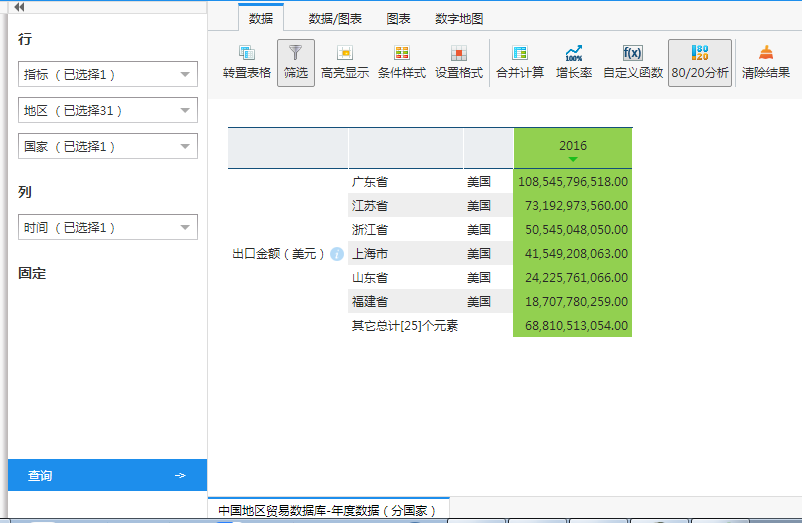 行
指标 （已选择1 ）
地区 （已选择31 ）
国家 （已选择1 ）
列
时间 （已选择1 ）
固定
查询
数据 数据/图表 图表 数字地图
转置表格 筛选 高亮显示 条件样式 设置格式 合并计算 增长率 自定义函数 80/20分析 清除结果
2016
出口金额（美元）
广东省 美国 108,545,796,518.00
江苏省 美国 73,192,973,560.00
浙江省 美国 50,545,048,050.00
上海市 美国 41,549,208,063.00
山东省 美国 24,225,761,066.00
福建省 美国 18,707,780,259.00
其它总计[25]个元素 68,810,513,054.00
中国地区贸易数据库-年度数据（分国家）